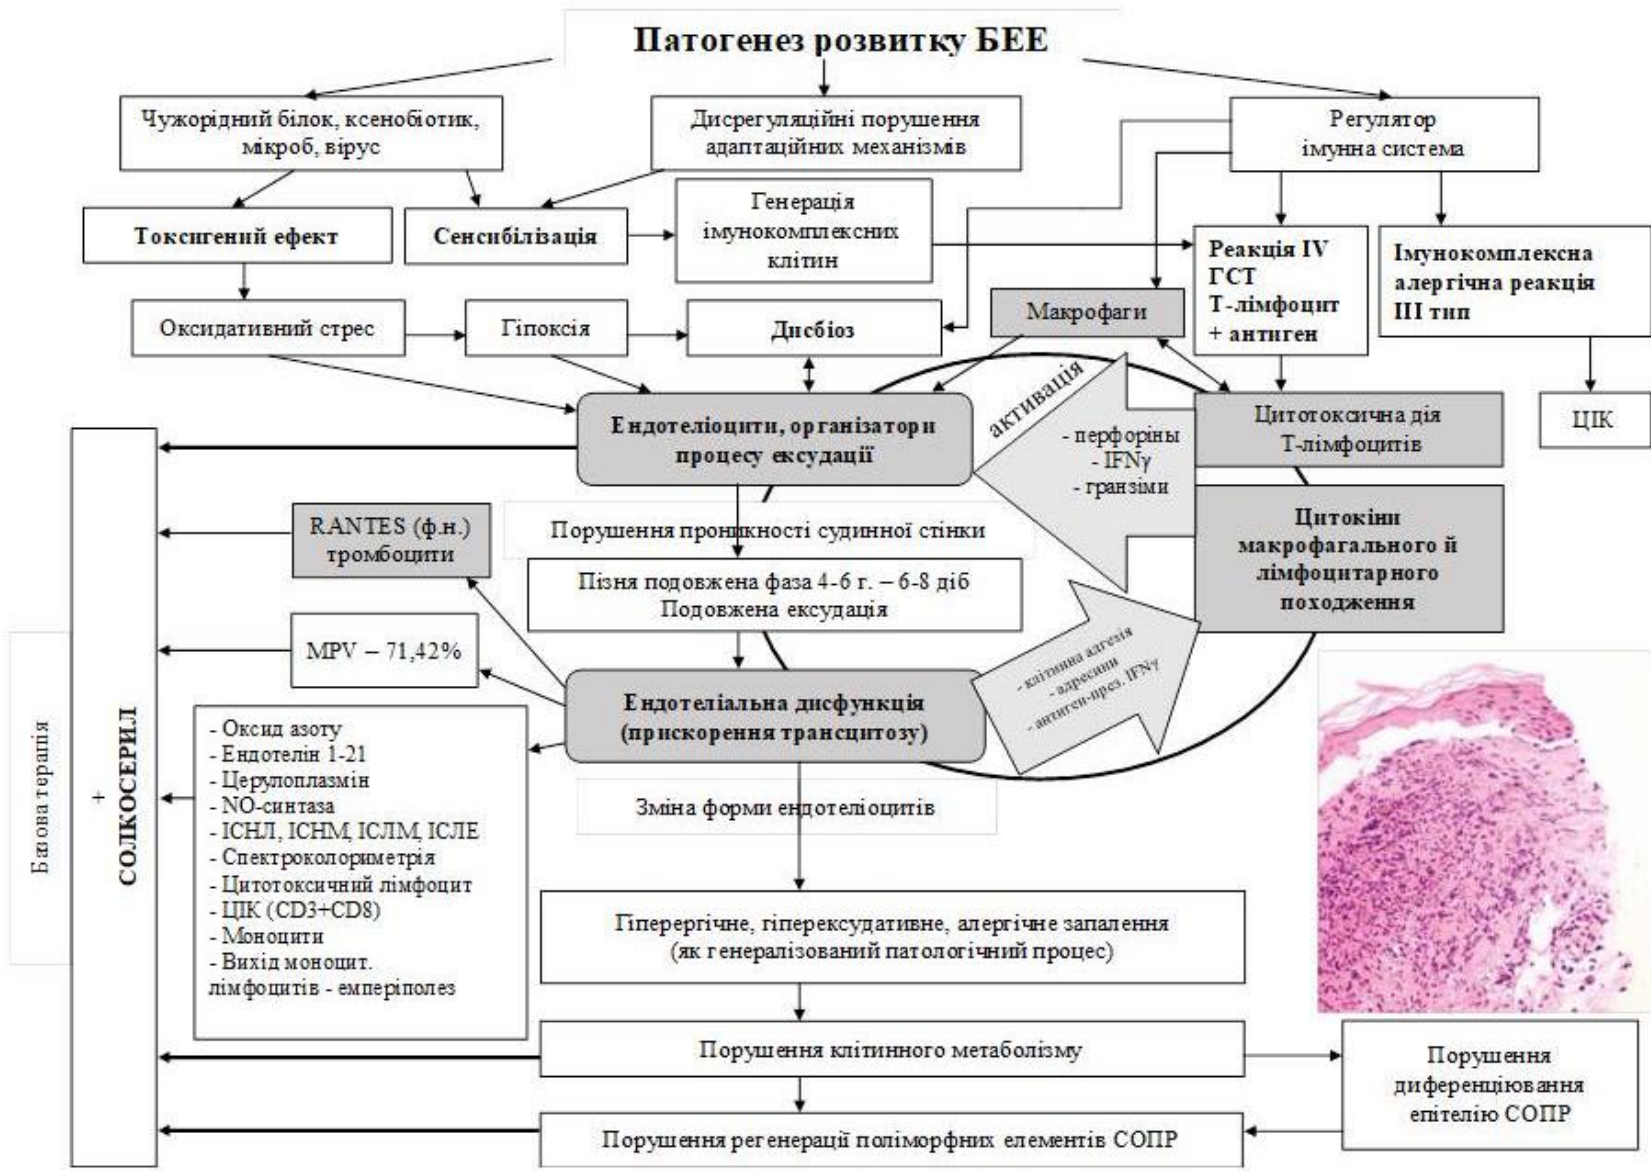 Патогенез розвитку БЕЕ
Чужорідний білок, ксенобіотик,
мікроб, вірус
Дисрегуляційні порушення
адаптаційних механізмів
Регулятор
імунна система
Токсигений ефект
Сенсибілізація
Генерація
імунокомплексних
клітин
Реакція IV
ГСТ
Т-лімфоцит
+ антиген
Імунокомплексна
алергічна реакція
III тип
Оксидативний стрес
Гіпоксія
Дисбіоз
Макрофаги
ЦІК
Ендотеліоцити, організатори
процесу ексудації
активація
- перфоріны
- IFNγ
- гранзіми
Цитотоксична дія
Т-лімфоцитів
Цитокіни
макрофагального й
лімфоцитарного
походження
RANTES (ф.н.)
тромбоцити
Порушення проникності судинної стінки
Пізня подовжена фаза 4-6 г. – 6-8 діб
Подовжена ексудація
MPV – 71,42%
- клітинна адгезія
- адресини
- антиген-през. IFNγ
Ендотеліальна дисфункція
(прискорення трансцитозу)
Базова терапія
+
СОЛКОСЕРИЛ
- Оксид азоту
- Ендотелін 1-21
- Церулоплазмін
- NO-синтаза
- ІСНЛ, ІСНМ, ІСЛМ, ІСЛЕ
- Спектроколориметрія
- Цитотоксичний лімфоцит
- ЦІК (CD3+CD8)
- Моноцити
- Вихід моноцит.
лімфоцитів - емперіполез
Зміна форми ендотеліоцитів
Гіперергічне, гіперексудативне, алергічне запалення
(як генералізований патологічний процес)
Порушення клітинного метаболізму
Порушення
диференціювання
епітелію СОПР
Порушення регенерації поліморфних елементів СОПР